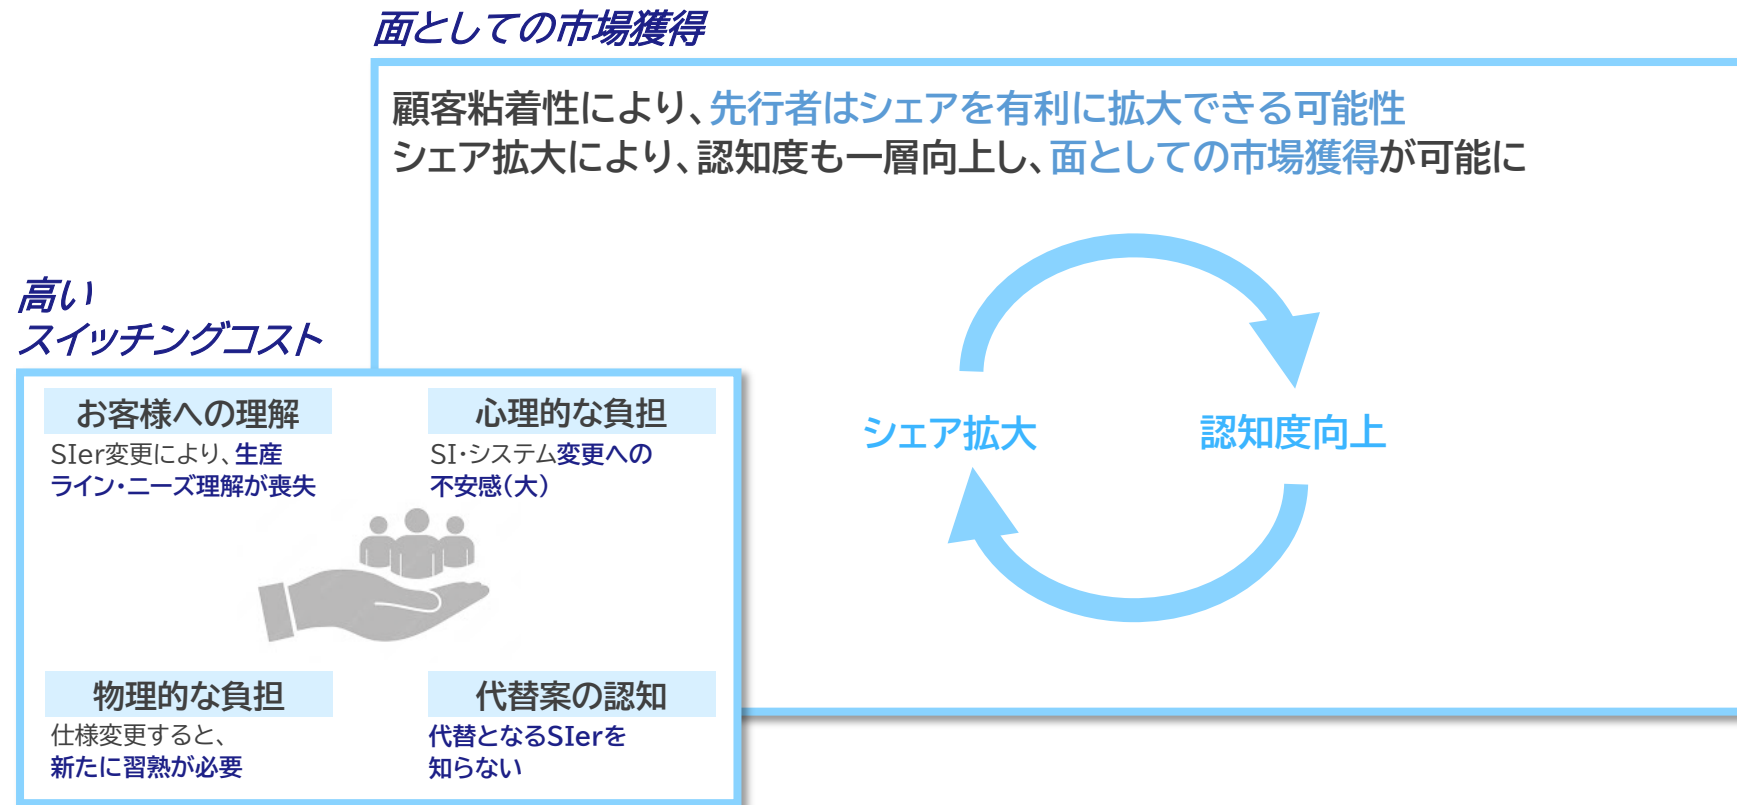 面としての市場獲得
顧客粘着性により、先行者はシェアを有利に拡大できる可能性
シェア拡大により、認知度も一層向上し、面としての市場獲得が可能に
シェア拡大
認知度向上
高い
スイッチングコスト
お客様への理解
SIer変更により、生産
ライン・ニーズ理解が喪失
心理的な負担
SI・システム変更への
不安感(大)
物理的な負担
仕様変更すると、
新たに習熟が必要
代替案の認知
代替となるSIerを
知らない